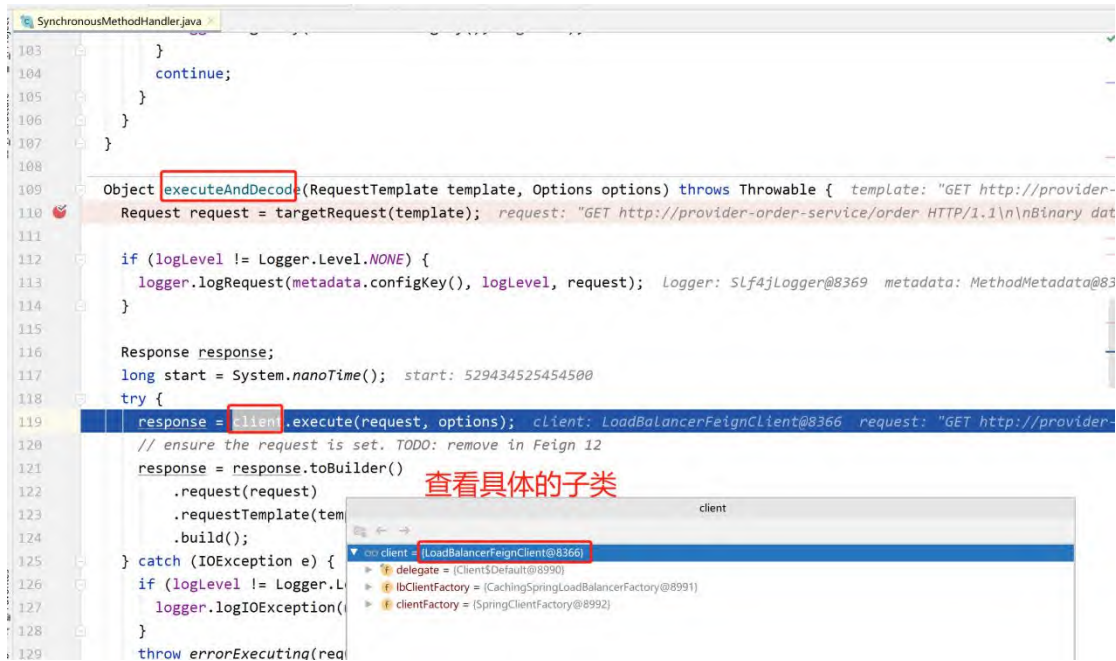 SynchronousMethodHandler.java ×
103 }
104 continue;
105 }
106 }
107 }
108
109 Object executeAndDecode(RequestTemplate template, Options options) throws Throwable { template: "GET http://provider-
110 Request request = targetRequest(template); request: "GET http://provider-order-service/order HTTP/1.1\n\nBinary dat
111
112 if (logLevel != Logger.Level.NONE) {
113 logger.logRequest(metadata.configKey(), logLevel, request); Logger: Slf4jLogger@8369 metadata: MethodMetadata@83
114 }
115
116 Response response;
117 long start = System.nanoTime(); start: 529434525454500
118 try {
119 response = client.execute(request, options); client: LoadBalancerFeignClient@8366 request: "GET http://provider-
120 // ensure the request is set. TODO: remove in Feign 12
121 response = response.toBuilder()
查看具体的子类
122 .request(request)
client
123 .requestTemplate(tem
124 .build();
client = {LoadBalancerFeignClient@8366}
125 } catch (IOException e) {
delegate = {Client$Default@8990}
126 if (logLevel != Logger.L
lbClientFactory = {CachingSpringLoadBalancerFactory@8991}
127 logger.logIOException(
clientFactory = {SpringClientFactory@8992}
128 }
129 throw errorExecuting(req